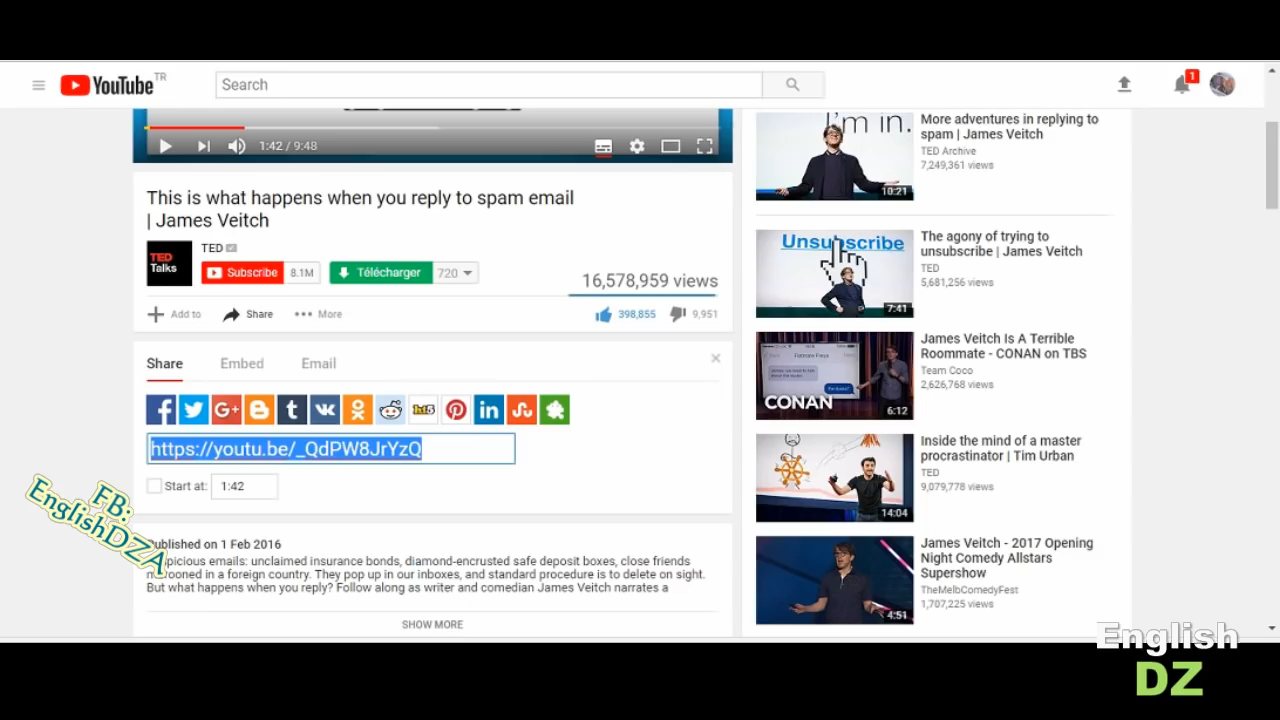 YouTube TR
Search
1
1:42 / 9:48
This is what happens when you reply to spam email
| James Veitch
TED
Talks
TED
Subscribe 8.1M
Télécharger 720
16,578,959 views
Add to
Share
More
398,855
9,951
Share
Embed
Email
https://youtu.be/_QdPW8JrYzQ
Start at: 1:42
FB:
EnglishDZA
Published on 1 Feb 2016
Suspicious emails: unclaimed insurance bonds, diamond-encrusted safe deposit boxes, close friends
marooned in a foreign country. They pop up in our inboxes, and standard procedure is to delete on sight.
But what happens when you reply? Follow along as writer and comedian James Veitch narrates a
SHOW MORE
I'm in.
10:21
More adventures in replying to
spam | James Veitch
TED Archive
7,249,361 views
Unsubscribe
7:41
The agony of trying to
unsubscribe | James Veitch
TED
5,681,256 views
CONAN
6:12
James Veitch Is A Terrible
Roommate - CONAN on TBS
Team Coco
2,626,768 views
14:04
Inside the mind of a master
procrastinator | Tim Urban
TED
9,079,778 views
4:51
James Veitch - 2017 Opening
Night Comedy Allstars
Supershow
TheMelbComedyFest
1,707,225 views
English
DZ